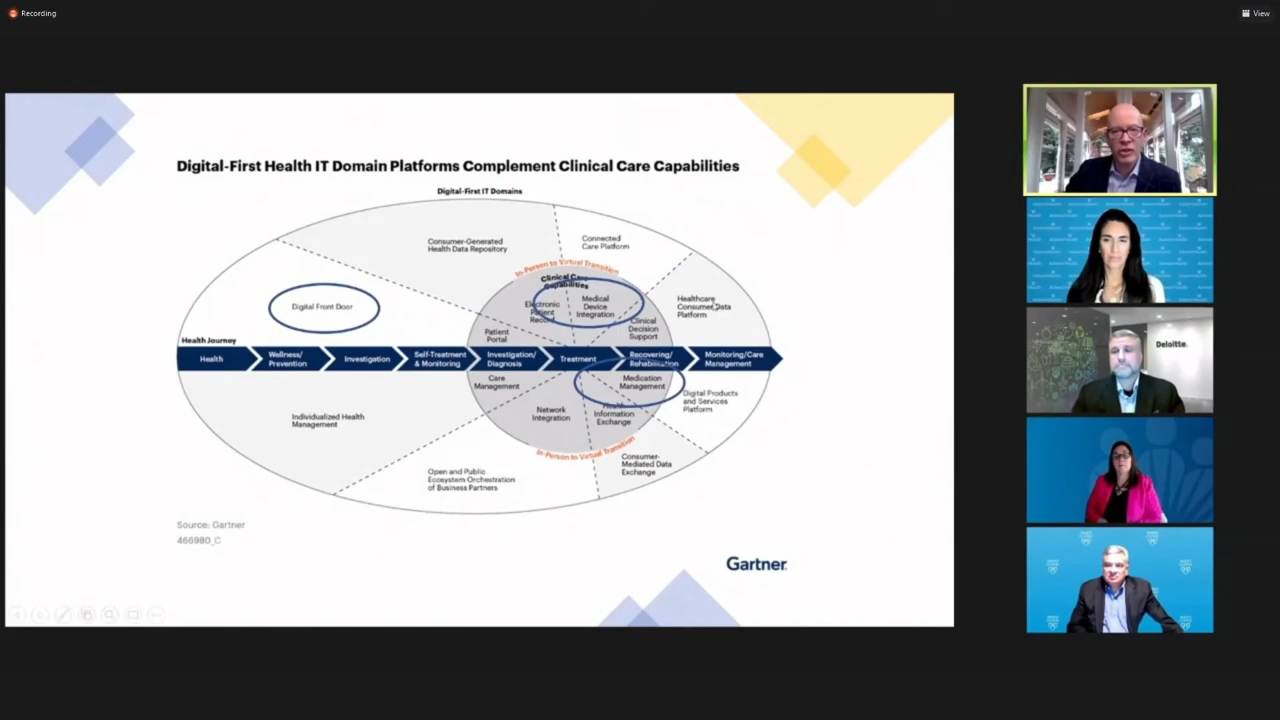 Recording
View
Digital-First Health IT Domain Platforms Complement Clinical Care Capabilities
Digital-First IT Domains
Consumer-Generated
Health Data Repository
Connected
Care Platform
In-Person to Virtual Transition
Clinical Care
Capabilities
Digital Front Door
Electronic
Patient
Record
Medical
Device
Integration
Healthcare
Consumer Data
Platform
Patient
Portal
Clinical
Decision
Support
Health Journey
Health
Wellness/
Prevention
Investigation
Self-Treatment
& Monitoring
Investigation/
Diagnosis
Treatment
Recovering/
Rehabilitation
Monitoring/Care
Management
Care
Management
Medication
Management
Digital Products
and Services
Platform
Individualized Health
Management
Network
Integration
Health
Information
Exchange
In-Person to Virtual Transition
Consumer-
Mediated Data
Exchange
Open and Public
Ecosystem Orchestration
of Business Partners
Source: Gartner
466980_C
Gartner
Deloitte.